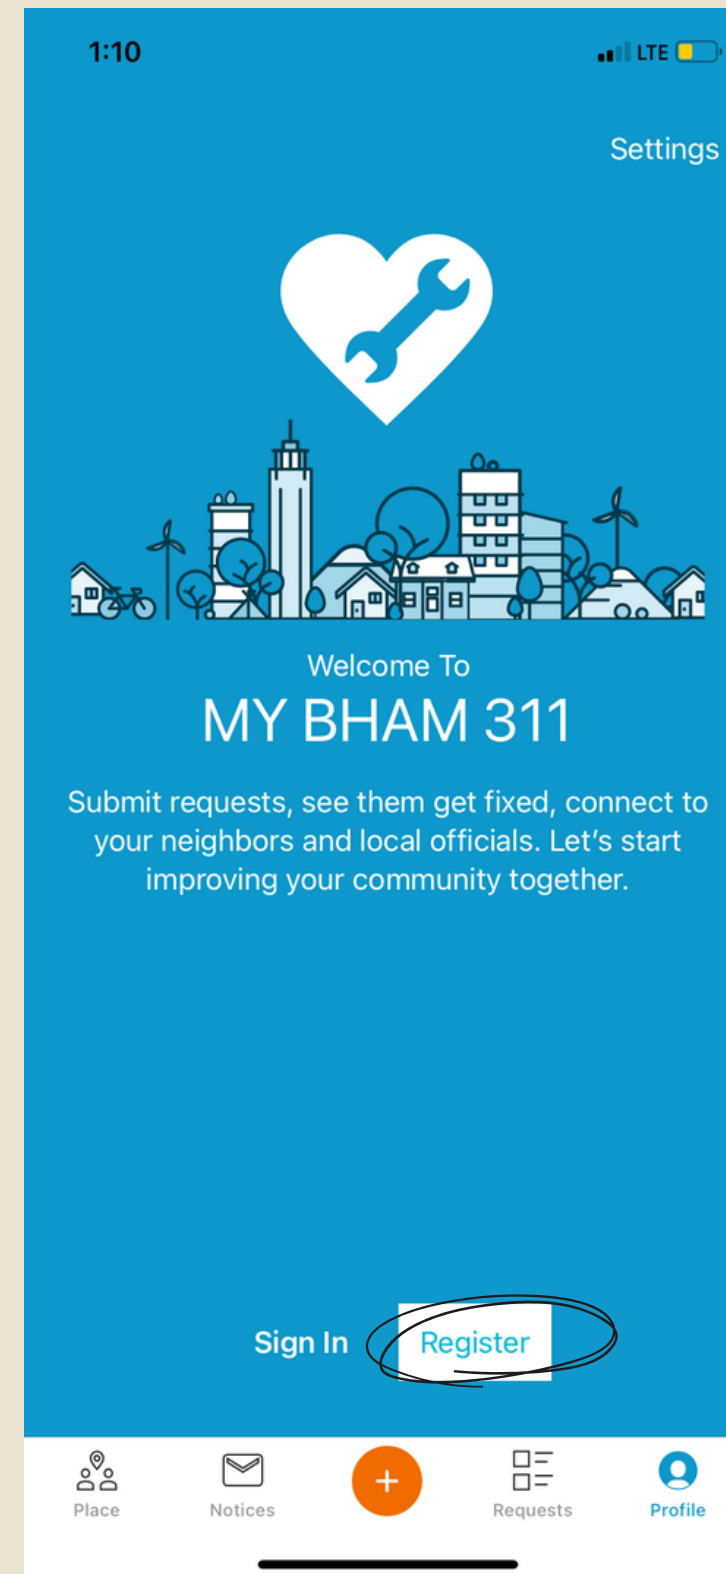 1:10
LTE
Settings
Welcome To
MY BHAM 311
Submit requests, see them get fixed, connect to
your neighbors and local officials. Let's start
improving your community together.
Sign In
Register
Place
Notices
Requests
Profile